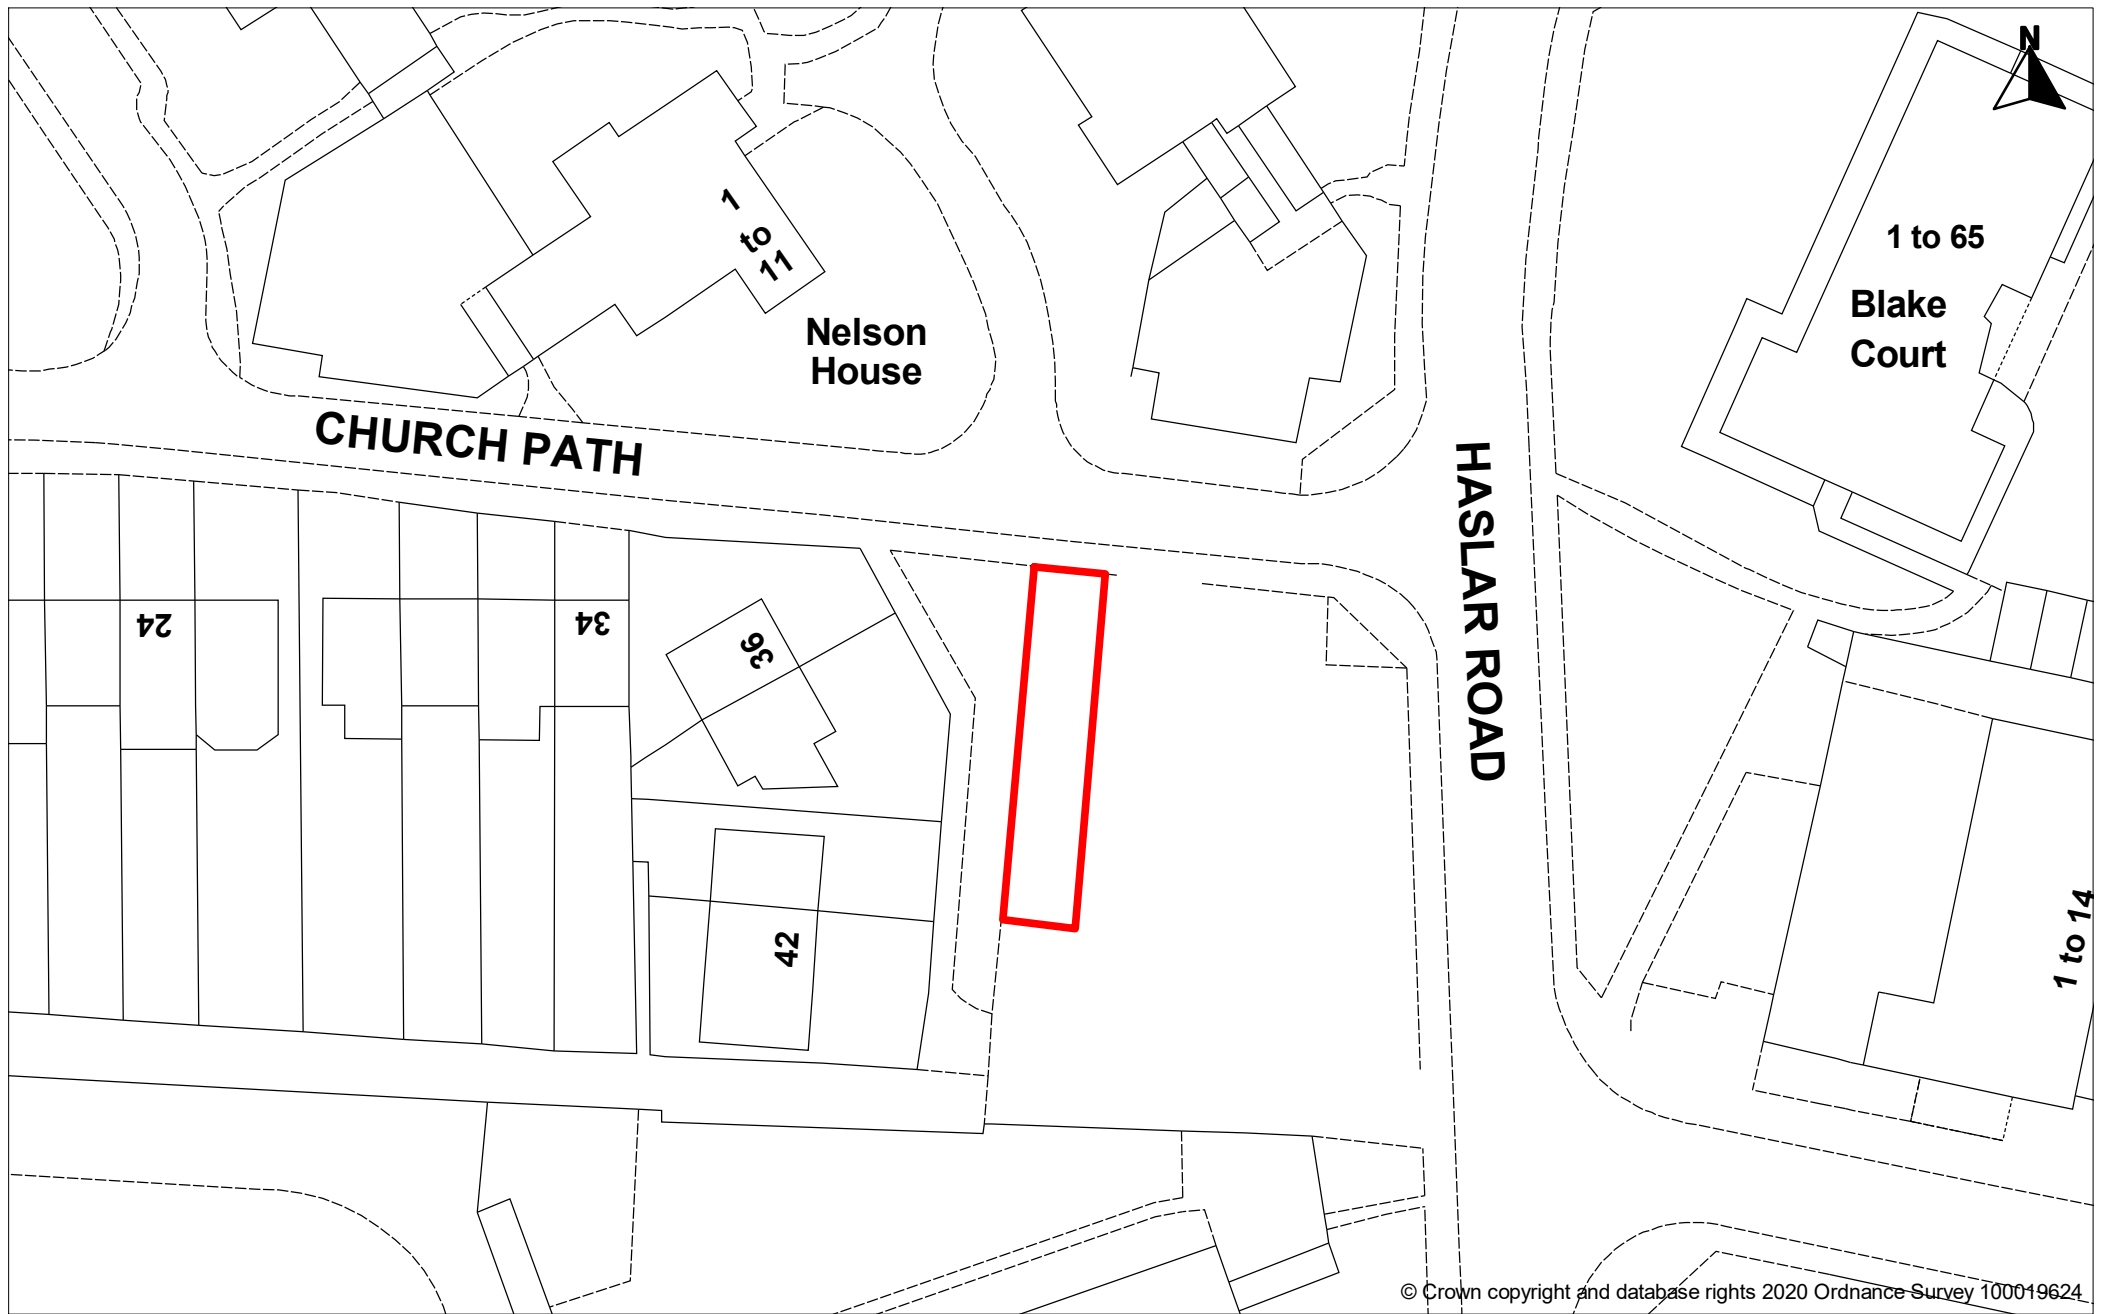 N
1
to
11
1 to 65
Blake
Court
Nelson
House
CHURCH PATH
HASLAR ROAD
24
34
36
42
1 to 14
© Crown copyright and database rights 2020 Ordnance Survey 100019624